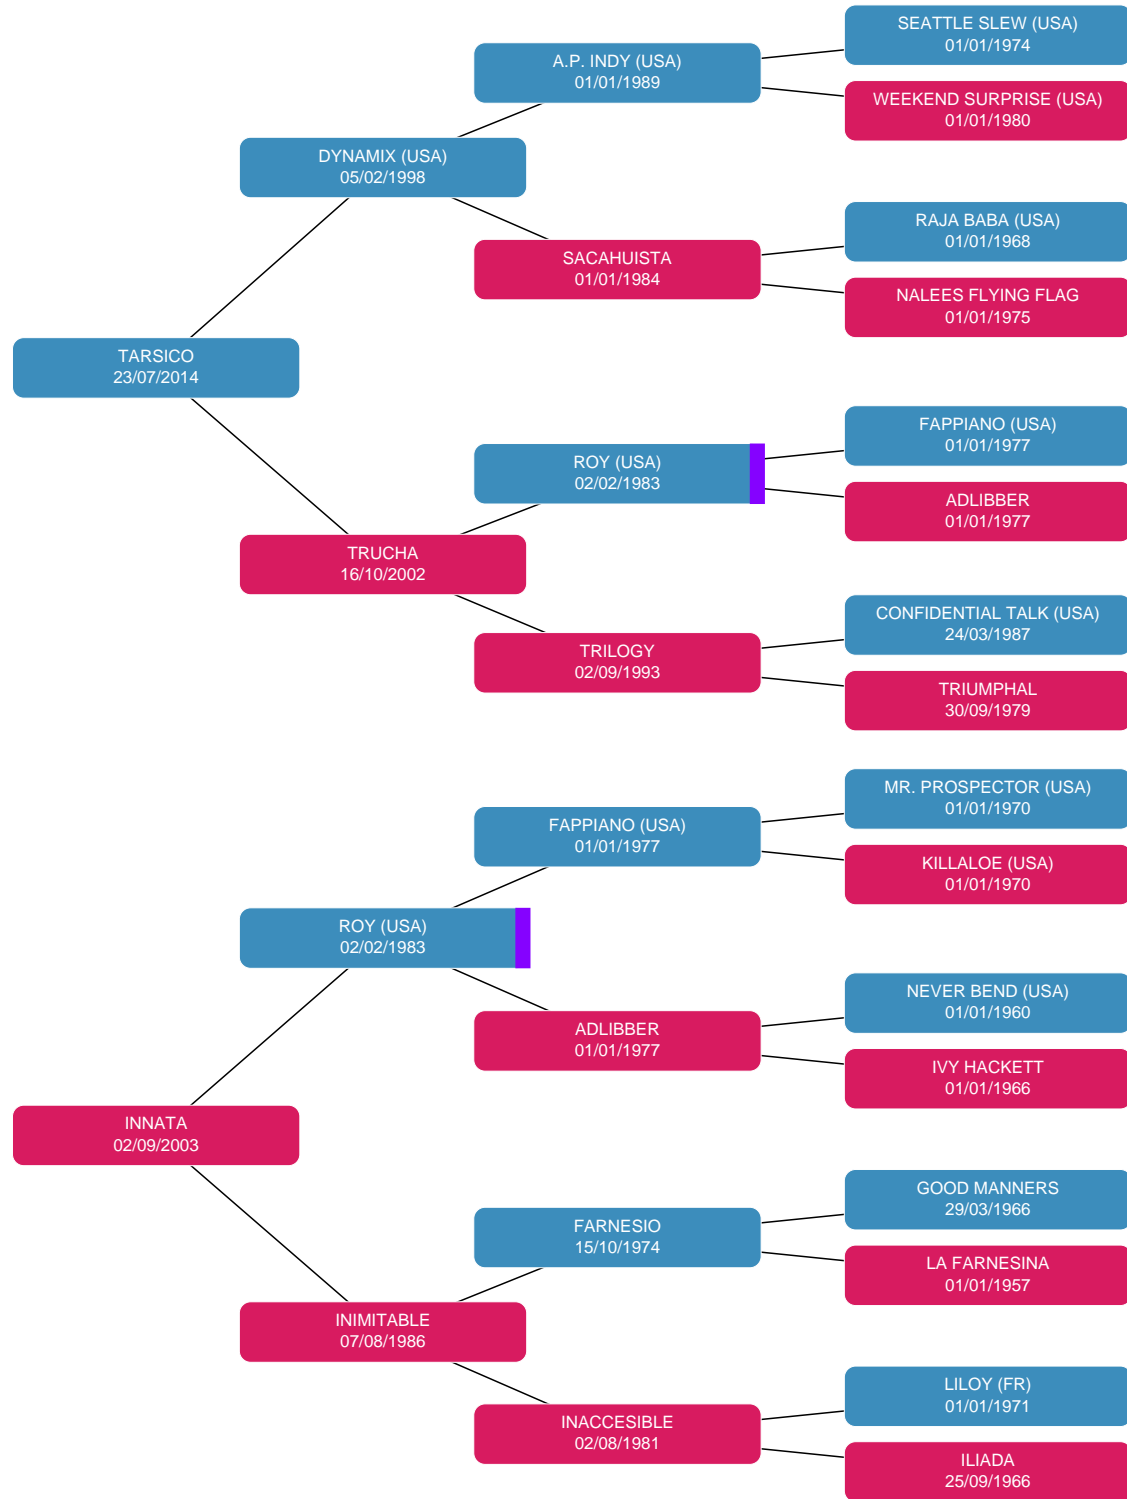 SEATTLE SLEW (USA)
01/01/1974
A.P. INDY (USA)
01/01/1989
WEEKEND SURPRISE (USA)
01/01/1980
DYNAMIX (USA)
05/02/1998
RAJA BABA (USA)
01/01/1968
SACAHUISTA
01/01/1984
NALEES FLYING FLAG
01/01/1975
TARSICO
23/07/2014
FAPPIANO (USA)
01/01/1977
ROY (USA)
02/02/1983
ADLIBBER
01/01/1977
TRUCHA
16/10/2002
CONFIDENTIAL TALK (USA)
24/03/1987
TRILOGY
02/09/1993
TRIUMPHAL
30/09/1979
MR. PROSPECTOR (USA)
01/01/1970
FAPPIANO (USA)
01/01/1977
KILLALOE (USA)
01/01/1970
ROY (USA)
02/02/1983
NEVER BEND (USA)
01/01/1960
ADLIBBER
01/01/1977
IVY HACKETT
01/01/1966
INNATA
02/09/2003
GOOD MANNERS
29/03/1966
FARNESIO
15/10/1974
LA FARNESINA
01/01/1957
INIMITABLE
07/08/1986
LILOY (FR)
01/01/1971
INACCESIBLE
02/08/1981
ILIADA
25/09/1966